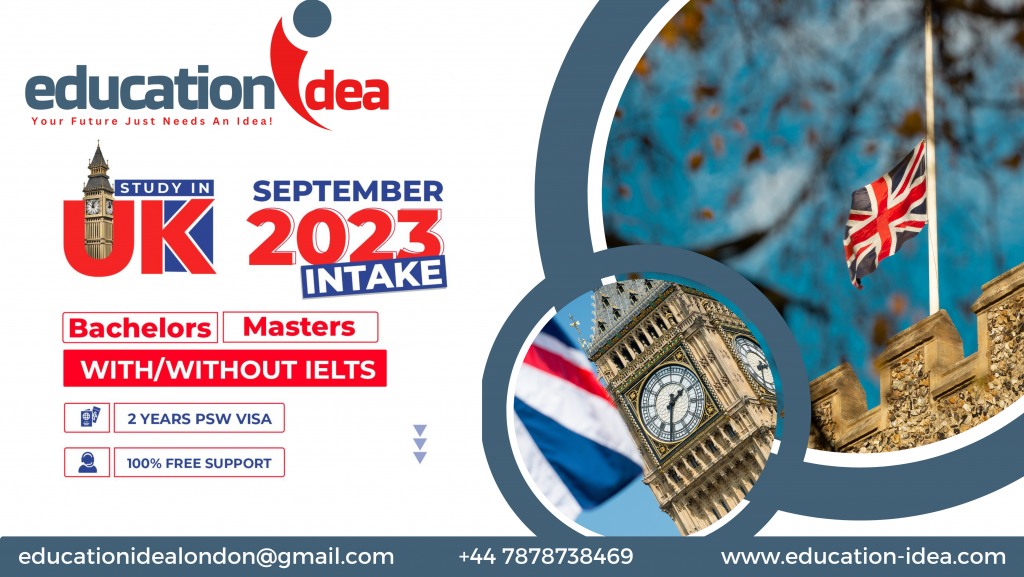 education idea
Your Future Just Needs An Idea!
STUDY IN
UK
SEPTEMBER
2023
INTAKE
Bachelors
Masters
WITH/WITHOUT IELTS
2 YEARS PSW VISA
100% FREE SUPPORT
educationidealondon@gmail.com
+44 7878738469
www.education-idea.com